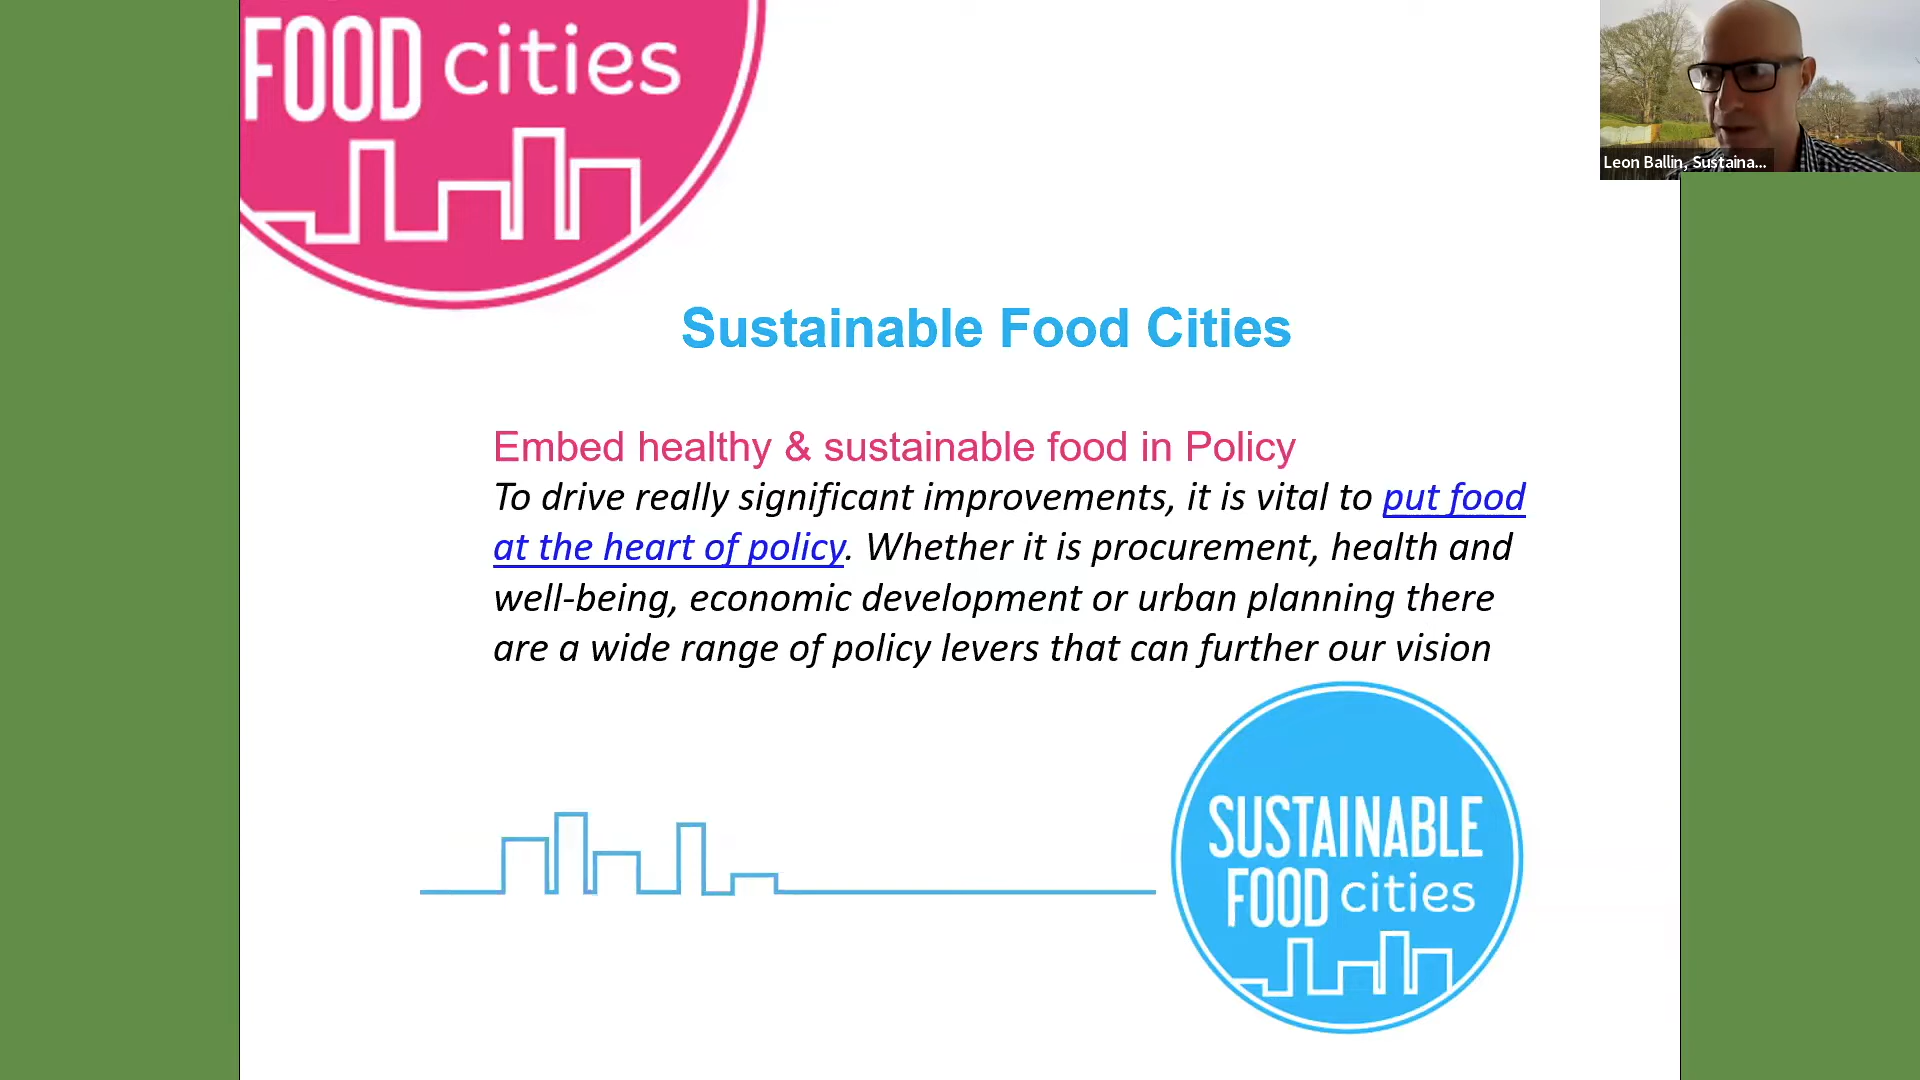 FOOD cities
Leon Ballin, Sustaina...
Sustainable Food Cities
Embed healthy & sustainable food in Policy
To drive really significant improvements, it is vital to put food
at the heart of policy. Whether it is procurement, health and
well-being, economic development or urban planning there
are a wide range of policy levers that can further our vision
SUSTAINABLE
FOOD cities